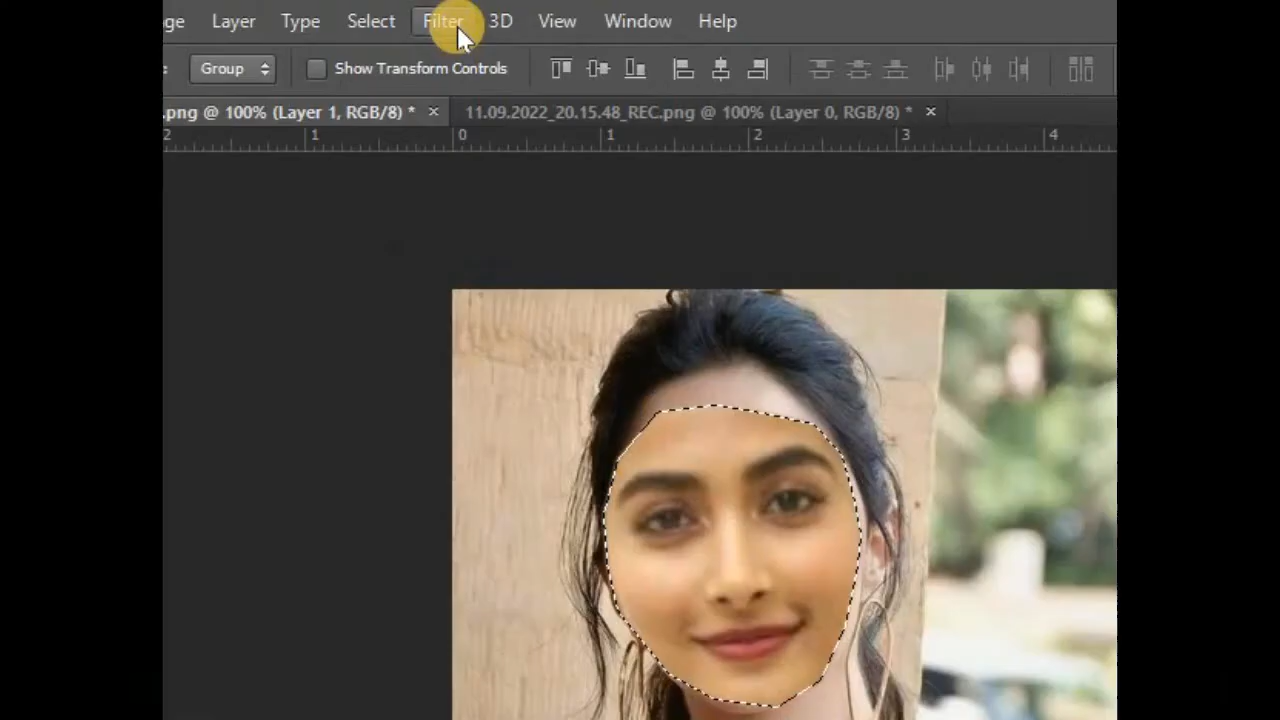 ge Layer Type Select Filter 3D View Window Help
Group Show Transform Controls
.png @ 100% (Layer 1, RGB/8) * × 11.09.2022_20.15.48_REC.png @ 100% (Layer 0, RGB/8) * ×
2 1 0 1 2 3 4